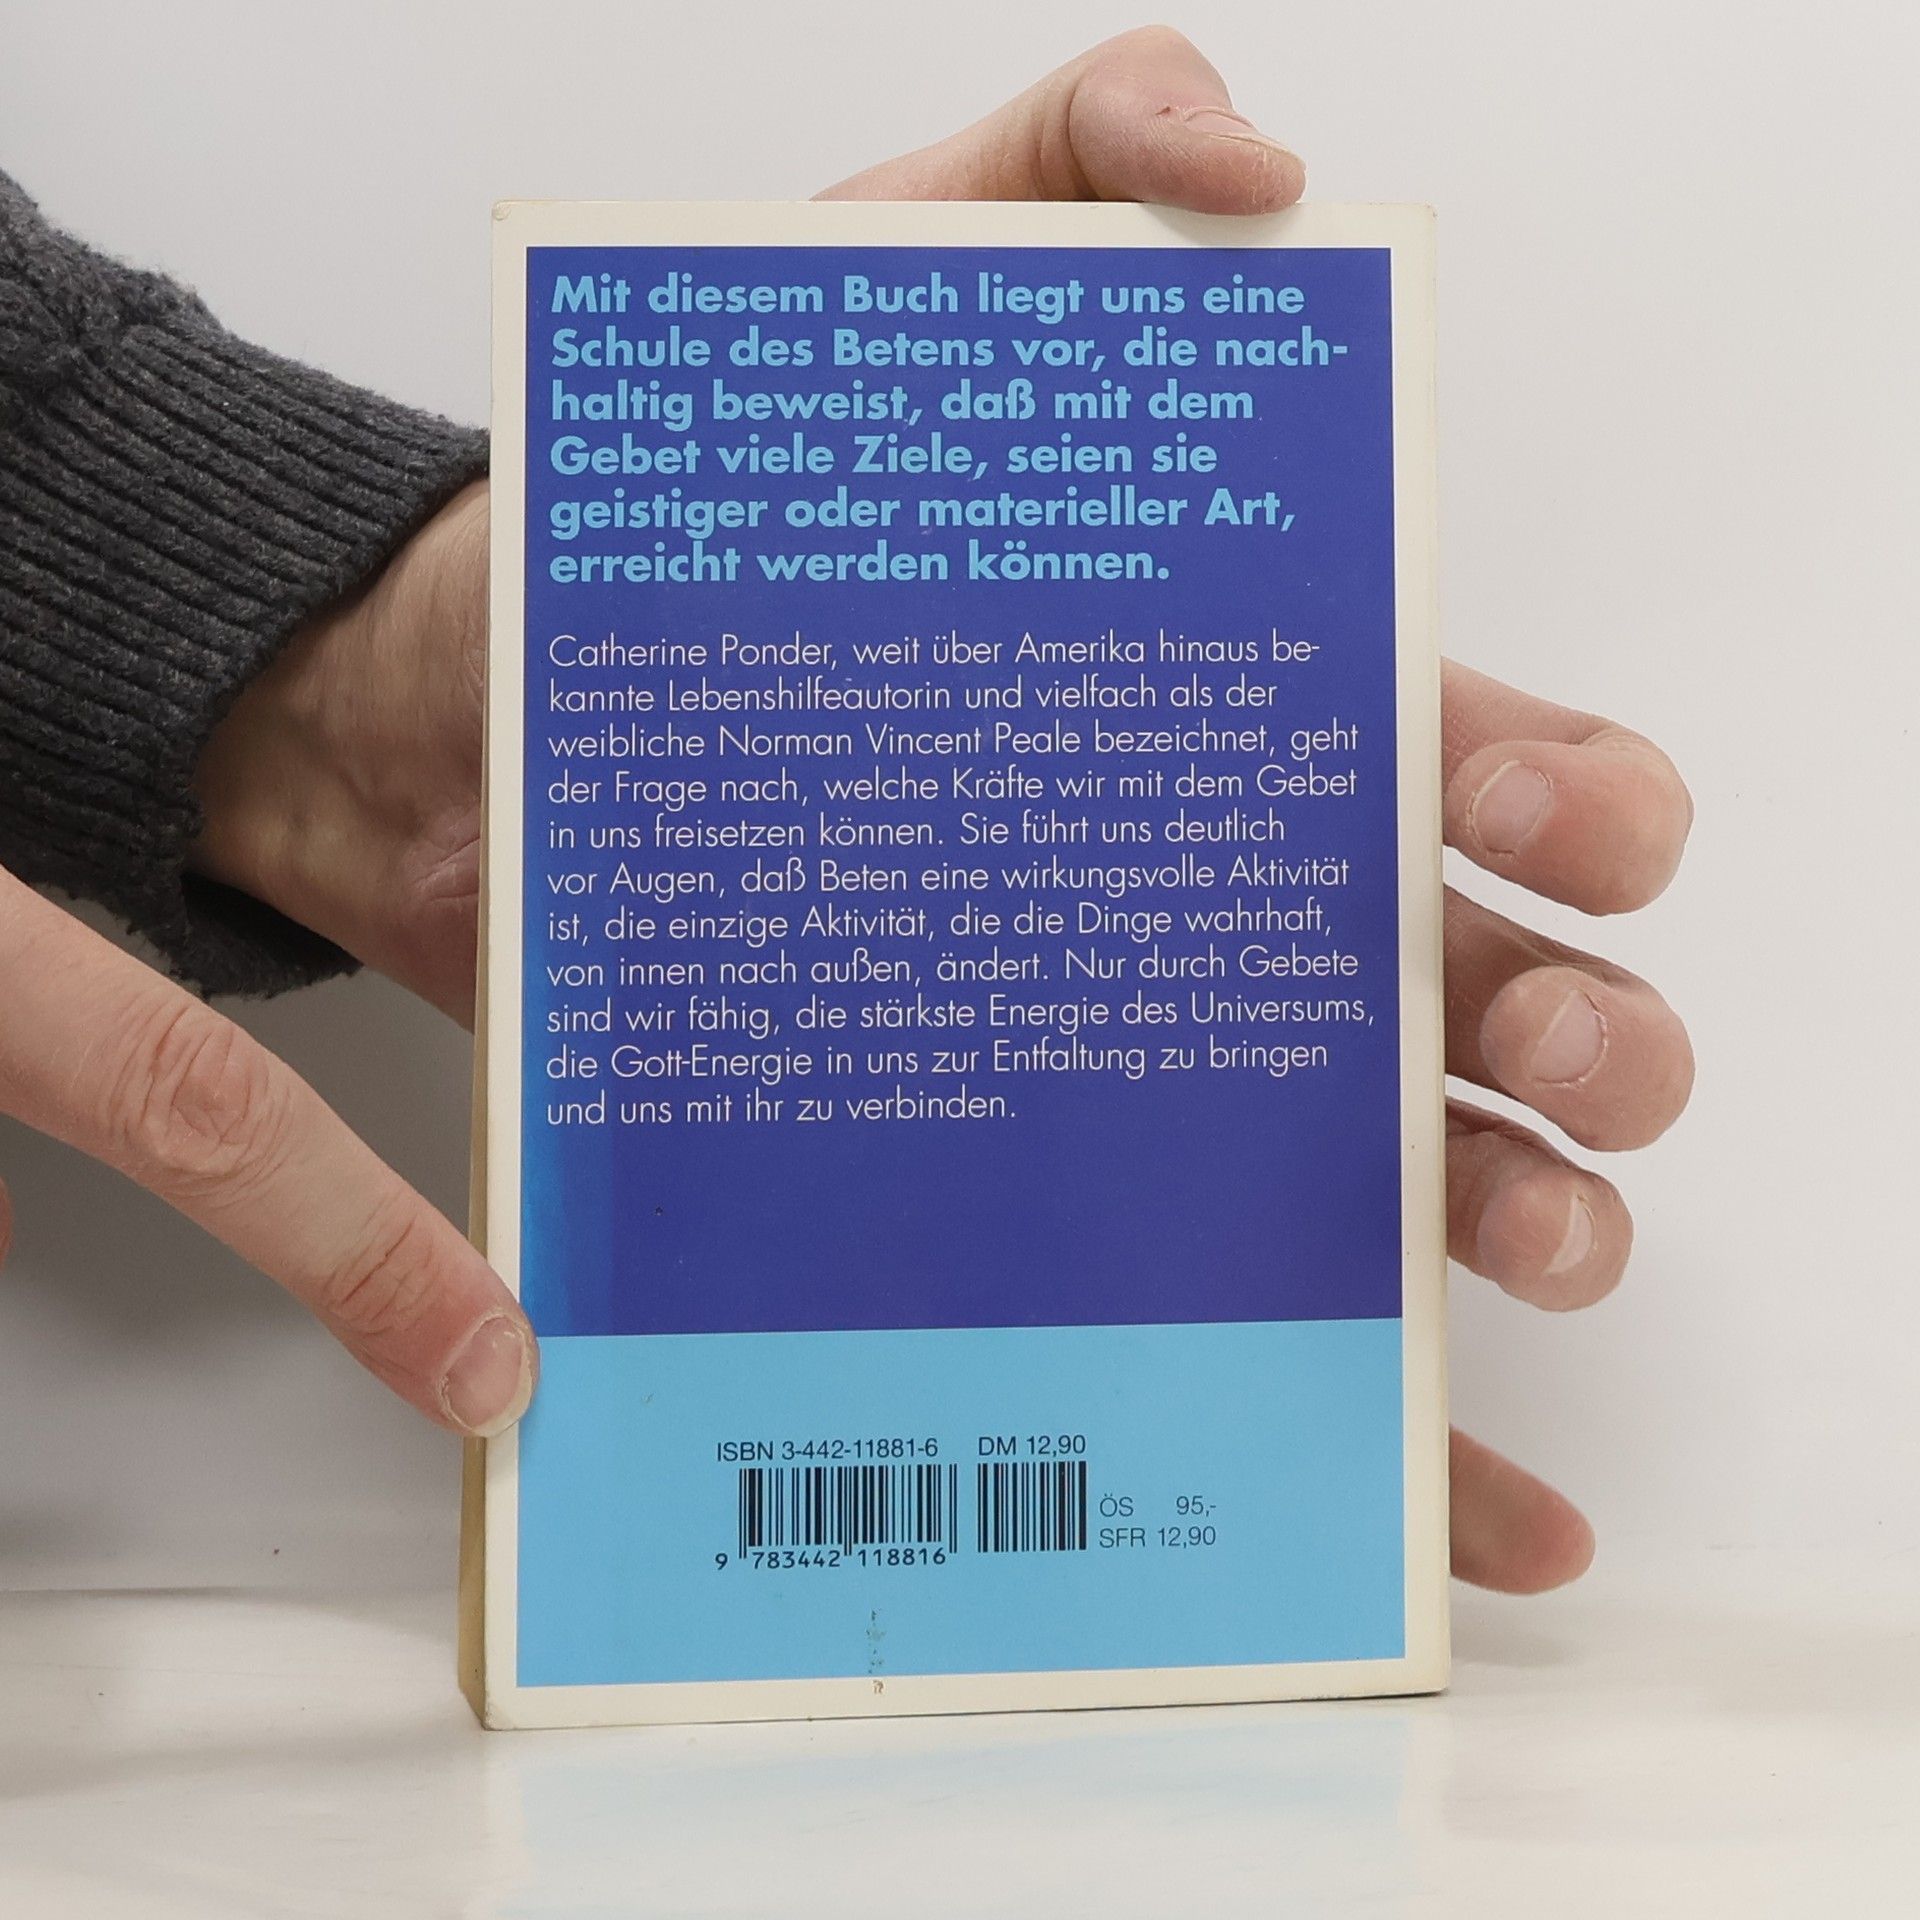 Mit diesem Buch liegt uns eine
Schule des Betens vor, die nach-
haltig beweist, daß mit dem
Gebet viele Ziele, seien sie
geistiger oder materieller Art,
erreicht werden können.
Catherine Ponder, weit über Amerika hinaus be-
kannte Lebenshilfeautorin und vielfach als der
weibliche Norman Vincent Peale bezeichnet, geht
der Frage nach, welche Kräfte wir mit dem Gebet
in uns freisetzen können. Sie führt uns deutlich
vor Augen, daß Beten eine wirkungsvolle Aktivität
ist, die einzige Aktivität, die die Dinge wahrhaft,
von innen nach außen, ändert. Nur durch Gebete
sind wir fähig, die stärkste Energie des Universums,
die Gott-Energie in uns zur Entfaltung zu bringen
und uns mit ihr zu verbinden.
ISBN 3-442-11881-6 DM 12,90
ÖS 95,-
SFR 12,90
9 783442 118816